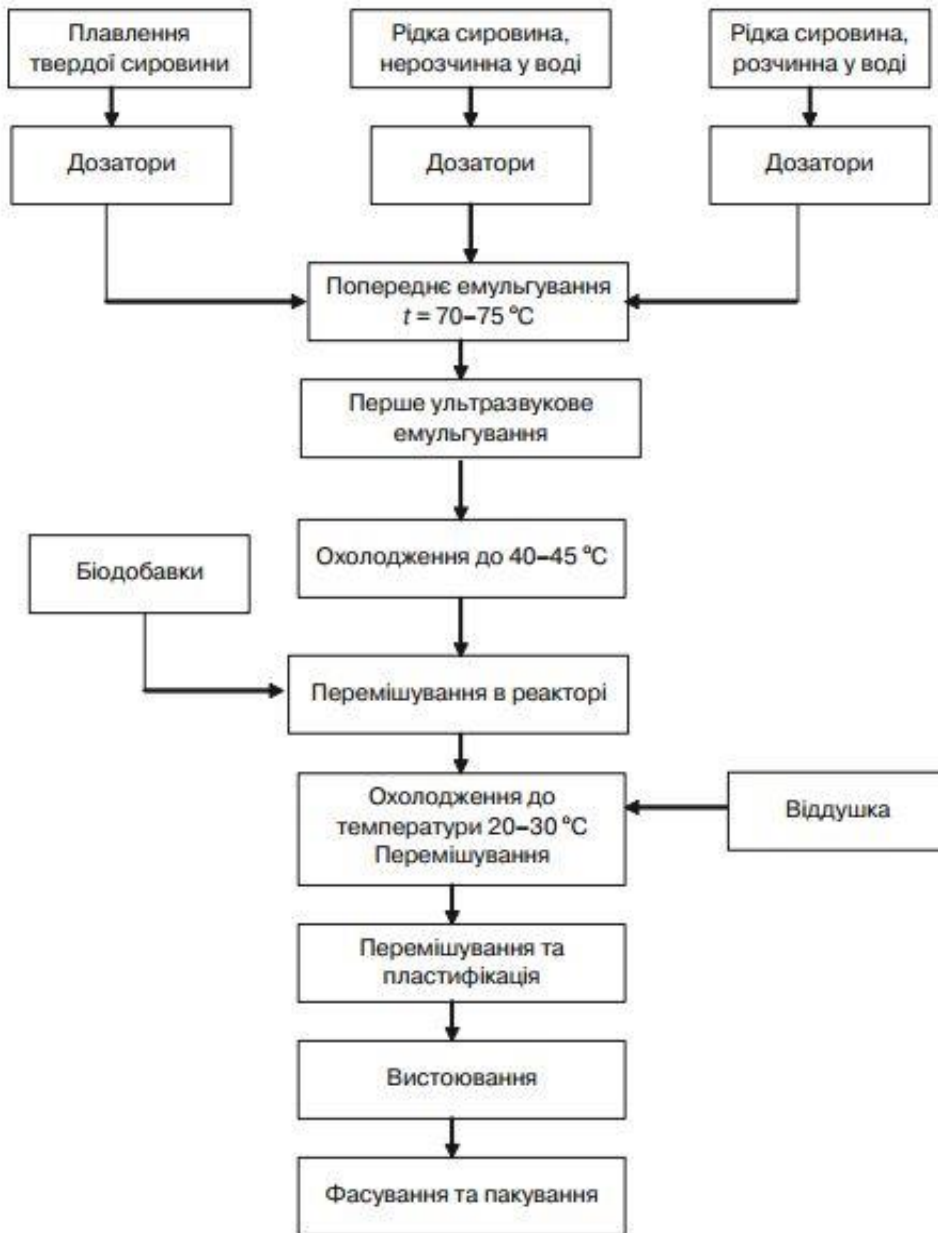 Плавлення
твердої сировини
Рідка сировина,
нерозчинна у воді
Рідка сировина,
розчинна у воді
Дозатори
Дозатори
Дозатори
Попереднє емульгування
t = 70–75 °C
Перше ультразвукове
емульгування
Охолодження до 40–45 °C
Біодобавки
Перемішування в реакторі
Охолодження до
температури 20–30 °C
Перемішування
Віддушка
Перемішування та
пластифікація
Вистоювання
Фасування та пакування